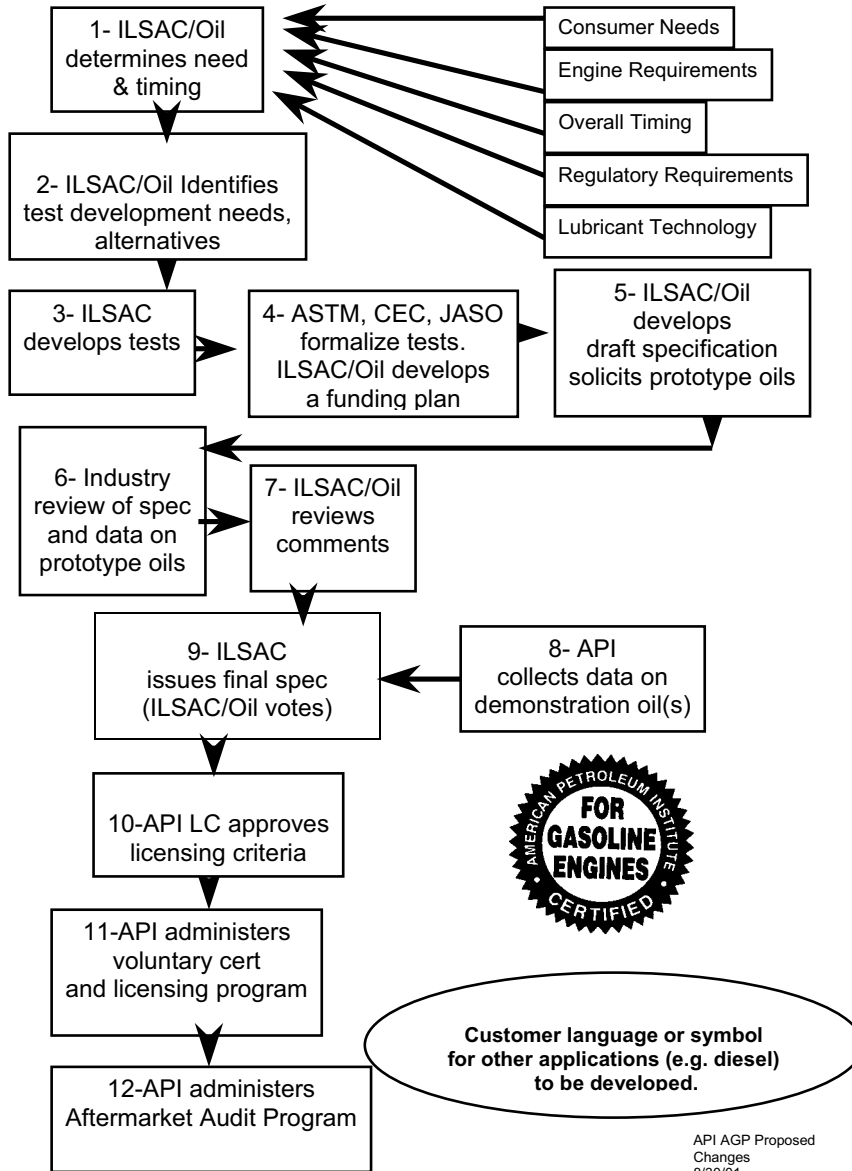 1- ILSAC/Oil
determines need
& timing
Consumer Needs
Engine Requirements
Overall Timing
Regulatory Requirements
Lubricant Technology
2- ILSAC/Oil Identifies
test development needs,
alternatives
3- ILSAC
develops tests
4- ASTM, CEC, JASO
formalize tests.
ILSAC/Oil develops
a funding plan
5- ILSAC/Oil
develops
draft specification
solicits prototype oils
6- Industry
review of spec
and data on
prototype oils
7- ILSAC/Oil
reviews
comments
9- ILSAC
issues final spec
(ILSAC/Oil votes)
8- API
collects data on
demonstration oil(s)
10-API LC approves
licensing criteria
AMERICAN PETROLEUM INSTITUTE
FOR
GASOLINE
ENGINES
CERTIFIED
11-API administers
voluntary cert
and licensing program
Customer language or symbol
for other applications (e.g. diesel)
to be developed.
12-API administers
Aftermarket Audit Program
API AGP Proposed
Changes